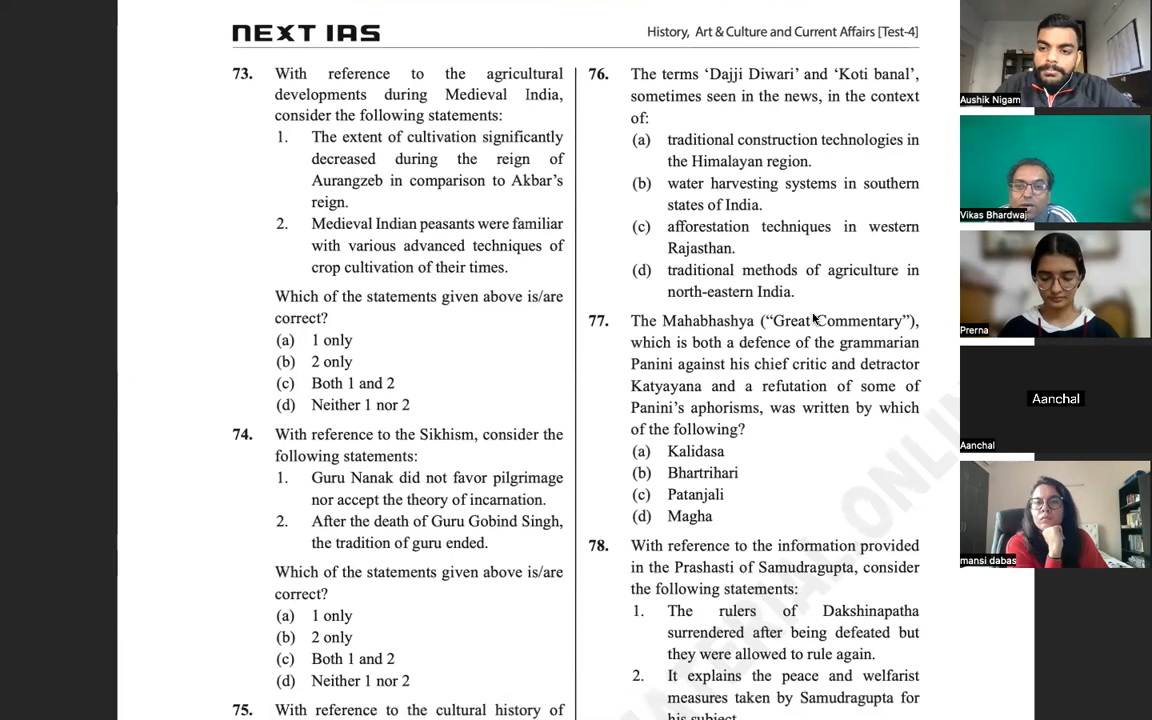 NEXT IAS
History, Art & Culture and Current Affairs [Test-4]
73. With reference to the agricultural
developments during Medieval India,
consider the following statements:
1. The extent of cultivation significantly
decreased during the reign of
Aurangzeb in comparison to Akbar's
reign.
2. Medieval Indian peasants were familiar
with various advanced techniques of
crop cultivation of their times.
Which of the statements given above is/are
correct?
(a) 1 only
(b) 2 only
(c) Both 1 and 2
(d) Neither 1 nor 2
74. With reference to the Sikhism, consider the
following statements:
1. Guru Nanak did not favor pilgrimage
nor accept the theory of incarnation.
2. After the death of Guru Gobind Singh,
the tradition of guru ended.
Which of the statements given above is/are
correct?
(a) 1 only
(b) 2 only
(c) Both 1 and 2
(d) Neither 1 nor 2
75. With reference to the cultural history of
76. The terms 'Dajji Diwari' and 'Koti banal',
sometimes seen in the news, in the context
of:
(a) traditional construction technologies in
the Himalayan region.
(b) water harvesting systems in southern
states of India.
(c) afforestation techniques in western
Rajasthan.
(d) traditional methods of agriculture in
north-eastern India.
77. The Mahabhashya ("Great Commentary"),
which is both a defence of the grammarian
Panini against his chief critic and detractor
Katyayana and a refutation of some of
Panini's aphorisms, was written by which
of the following?
(a) Kalidasa
(b) Bhartrihari
(c) Patanjali
(d) Magha
78. With reference to the information provided
in the Prashasti of Samudragupta, consider
the following statements:
1. The rulers of Dakshinapatha
surrendered after being defeated but
they were allowed to rule again.
2. It explains the peace and welfarist
measures taken by Samudragupta for
his subject
MATERIAL ONLIN
Aushik Nigam
Vikas Bhardwaj
Prerna
Aanchal
Aanchal
mansi dabas